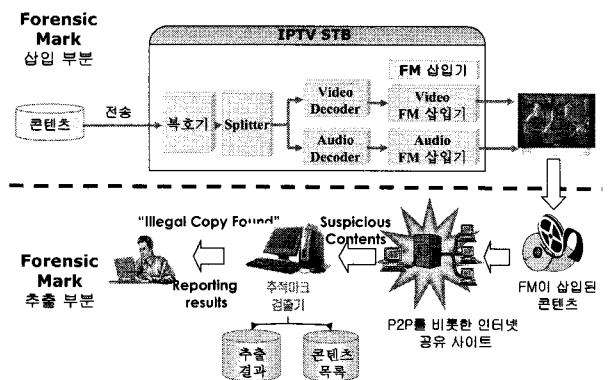 Forensic
Mark
삽입 부분
IPTV STB
FM 삽입기
콘텐츠
전송
복호기
Splitter
Video
Decoder
Video
FM 삽입기
Audio
Decoder
Audio
FM 삽입기
"Illegal Copy Found"
Suspicious
Contents
Forensic
Mark
추출 부분
Reporting
results
추적마크
검출기
FM이 삽입된
콘텐츠
P2P를 비롯한 인터넷
공유 사이트
추출
결과
콘텐츠
목록